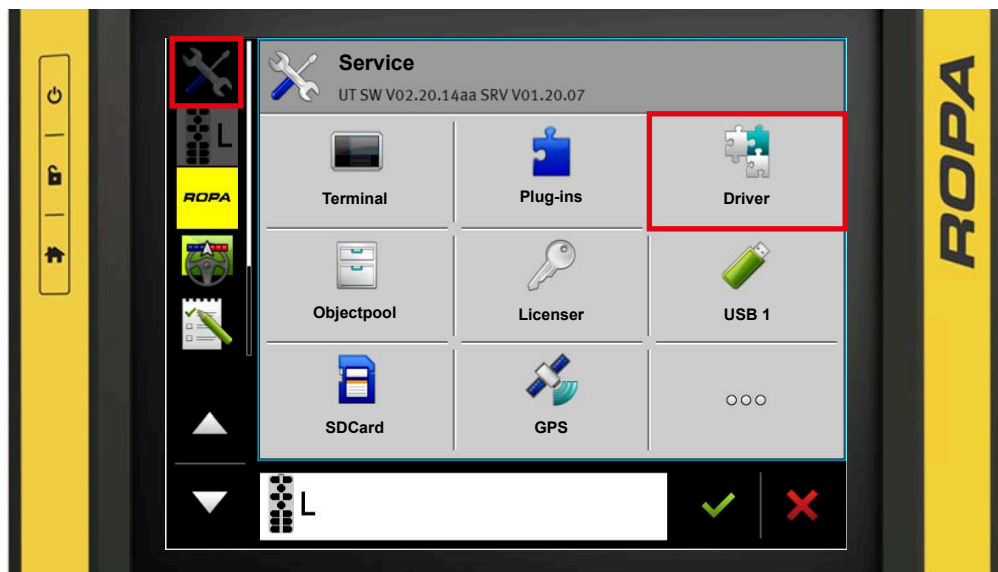 Service
UT SW V02.20.14aa SRV V01.20.07
L
ROPA
Terminal
Plug-ins
Driver
Objectpool
Licenser
USB 1
SDCard
GPS
L
ROPA